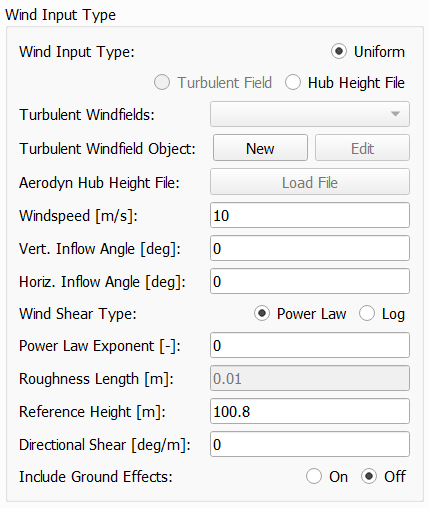 Wind Input Type
Wind Input Type: Uniform
Turbulent Field Hub Height File
Turbulent Windfields:
Turbulent Windfield Object: New Edit
Aerodyn Hub Height File: Load File
Windspeed [m/s]: 10
Vert. Inflow Angle [deg]: 0
Horiz. Inflow Angle [deg]: 0
Wind Shear Type: Power Law Log
Power Law Exponent [-]: 0
Roughness Length [m]: 0.01
Reference Height [m]: 100.8
Directional Shear [deg/m]: 0
Include Ground Effects: On Off